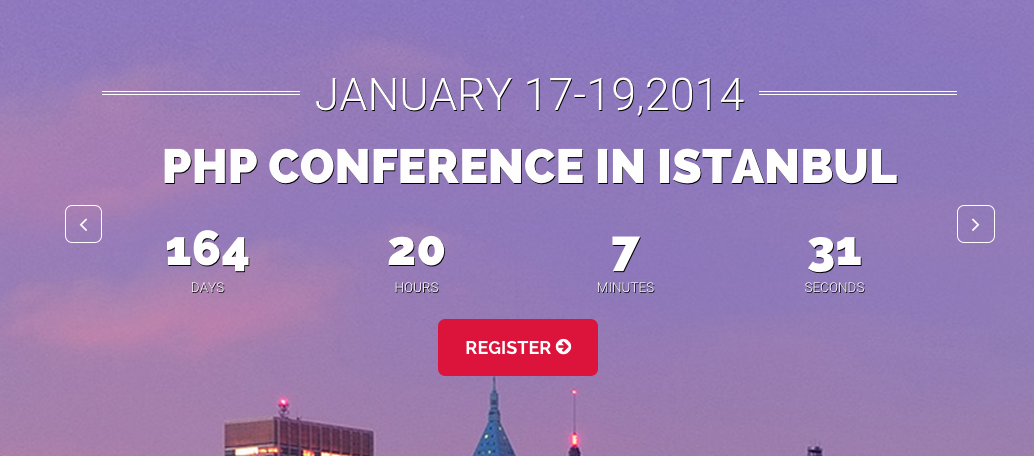 JANUARY 17-19,2014
PHP CONFERENCE IN ISTANBUL
164 20 7 31
DAYS HOURS MINUTES SECONDS
REGISTER